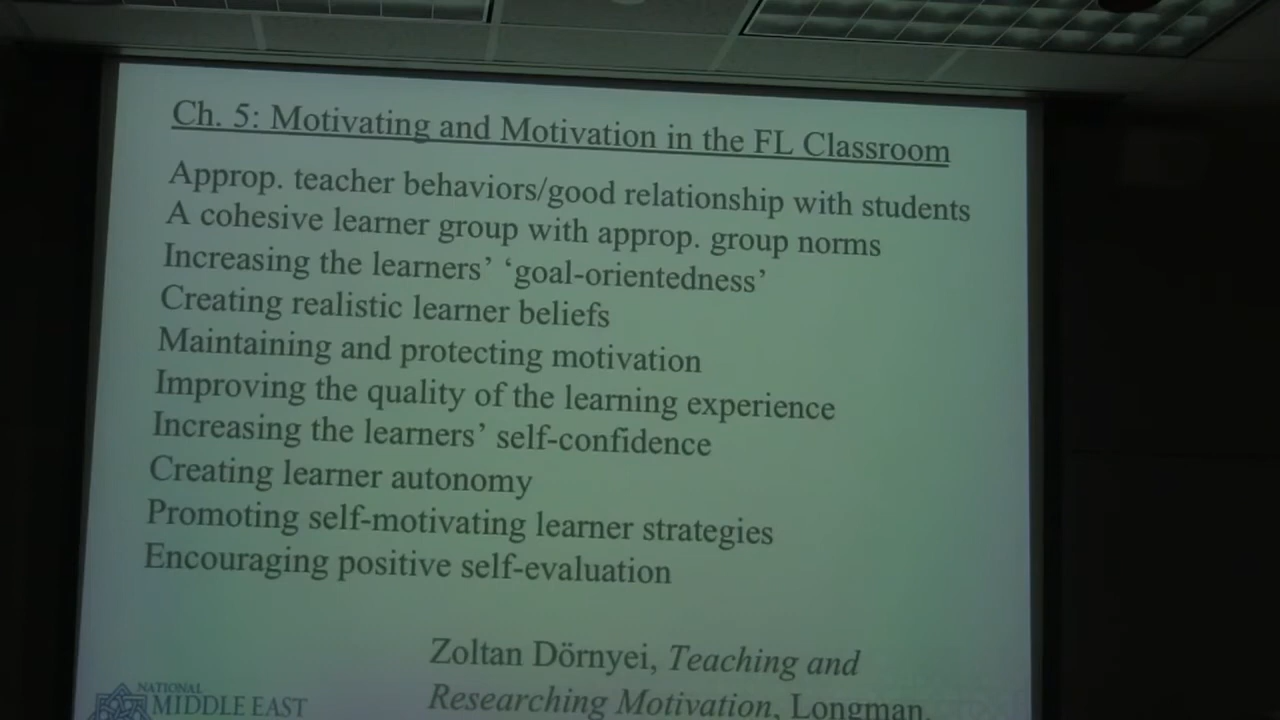 Ch. 5: Motivating and Motivation in the FL Classroom
Approp. teacher behaviors/good relationship with students
A cohesive learner group with approp. group norms
Increasing the learners’ ‘goal-orientedness’
Creating realistic learner beliefs
Maintaining and protecting motivation
Improving the quality of the learning experience
Increasing the learners’ self-confidence
Creating learner autonomy
Promoting self-motivating learner strategies
Encouraging positive self-evaluation
Zoltan Dörnyei, Teaching and
Researching Motivation, Longman,
NATIONAL
MIDDLE EAST